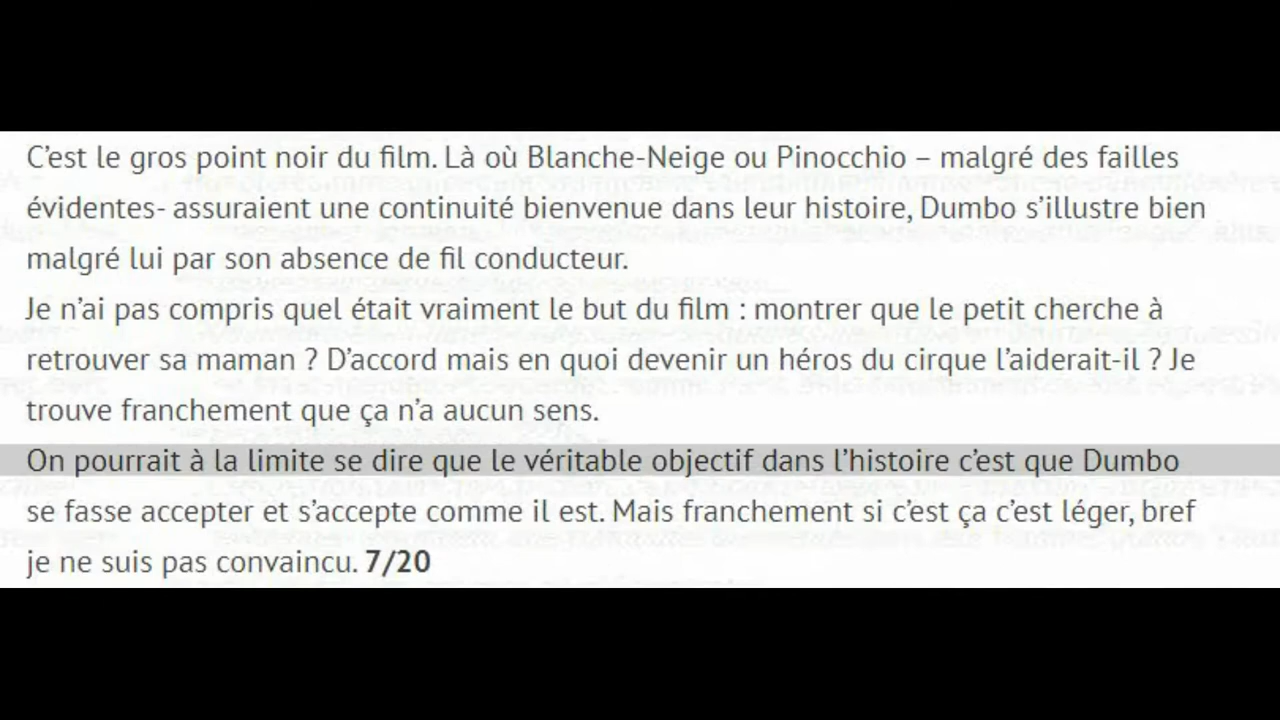 C’est le gros point noir du film. Là où Blanche-Neige ou Pinocchio – malgré des failles
évidentes- assuraient une continuité bienvenue dans leur histoire, Dumbo s’illustre bien
malgré lui par son absence de fil conducteur.
Je n’ai pas compris quel était vraiment le but du film : montrer que le petit cherche à
retrouver sa maman ? D’accord mais en quoi devenir un héros du cirque l’aiderait-il ? Je
trouve franchement que ça n’a aucun sens.
On pourrait à la limite se dire que le véritable objectif dans l’histoire c’est que Dumbo
se fasse accepter et s’accepte comme il est. Mais franchement si c’est ça c’est léger, bref
je ne suis pas convaincu. 7/20